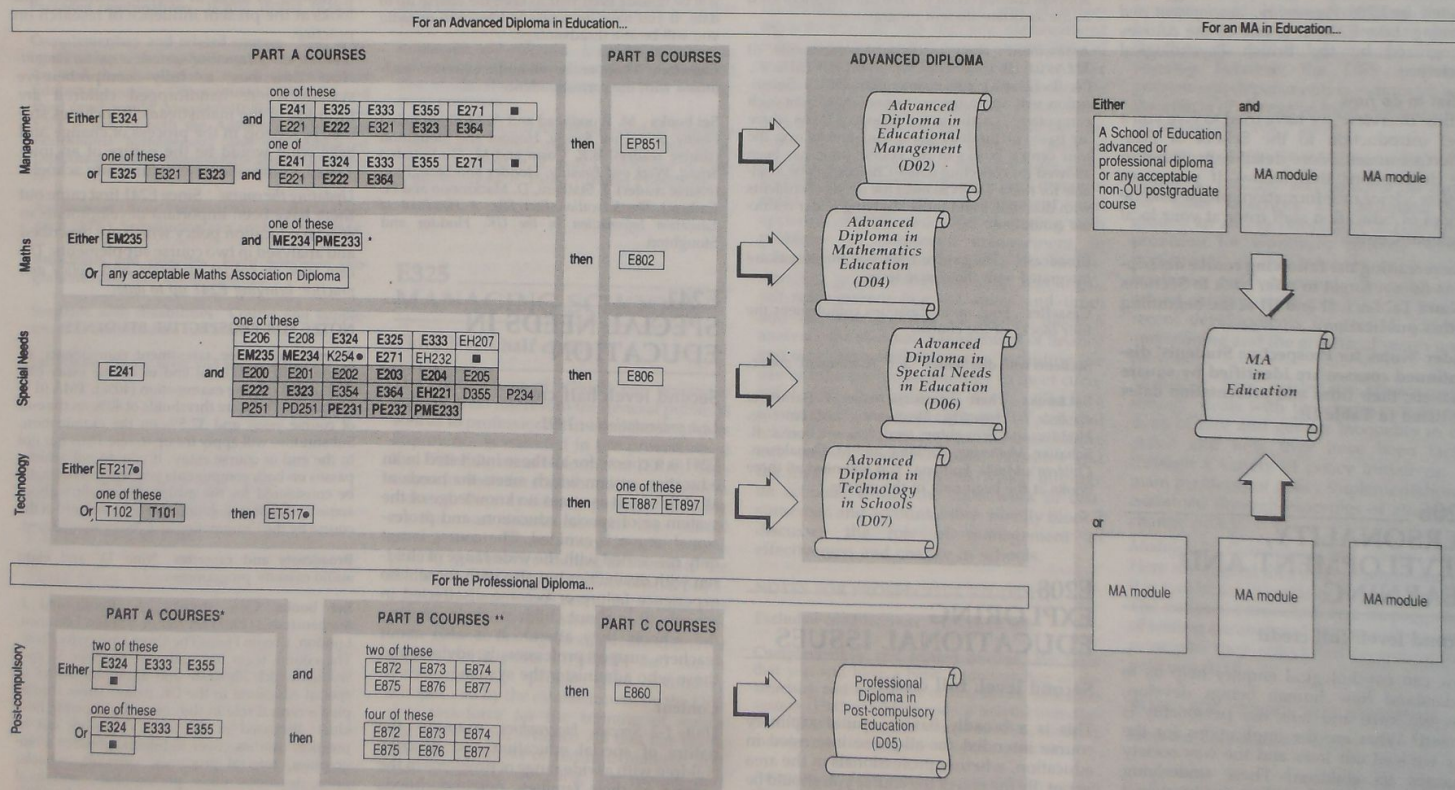 For an Advanced Diploma in Education...
PART A COURSES
PART B COURSES
ADVANCED DIPLOMA
Management
Either E324 and
one of these
E241 E325 E333 E355 E271 ■
E221 E222 E321 E323 E364
one of these
or E325 E321 E323 and
one of
E241 E324 E333 E355 E271 ■
E221 E222 E364
then EP851
Advanced
Diploma in
Educational
Management
(D02)
Maths
Either EM235 and
one of these
ME234 PME233 *
Or any acceptable Maths Association Diploma
then E802
Advanced
Diploma in
Mathematics
Education
(D04)
Special Needs
E241 and
one of these
E206 E208 E324 E325 E333 EH207
EM235 ME234 K254● E271 EH232 ■
E200 E201 E202 E203 E204 E205
E222 E323 E354 E364 EH221 D355 P234
P251 PD251 PE231 PE232 PME233
then E806
Advanced
Diploma in
Special Needs
in Education
(D06)
Technology
Either ET217●
one of these
Or, T102 T101 then ET517●
then
one of these
ET887 ET897
Advanced
Diploma in
Technology
in Schools
(D07)
For the Professional Diploma...
PART A COURSES*
PART B COURSES **
PART C COURSES
Post-compulsory
two of these
Either E324 E333 E355
■
and
two of these
E872 E873 E874
E875 E876 E877
one of these
Or E324 E333 E355
■
then
four of these
E872 E873 E874
E875 E876 E877
then E860
Professional
Diploma in
Post-compulsory
Education
(D05)
For an MA in Education...
Either
A School of Education
advanced or
professional diploma
or any acceptable
non-OU postgraduate
course
and
MA module
MA module
MA
in
Education
or
MA module
MA module
MA module
E325
SPECIAL NEEDS IN
EDUCATION
EXPLORING
EDUCATIONAL ISSUES